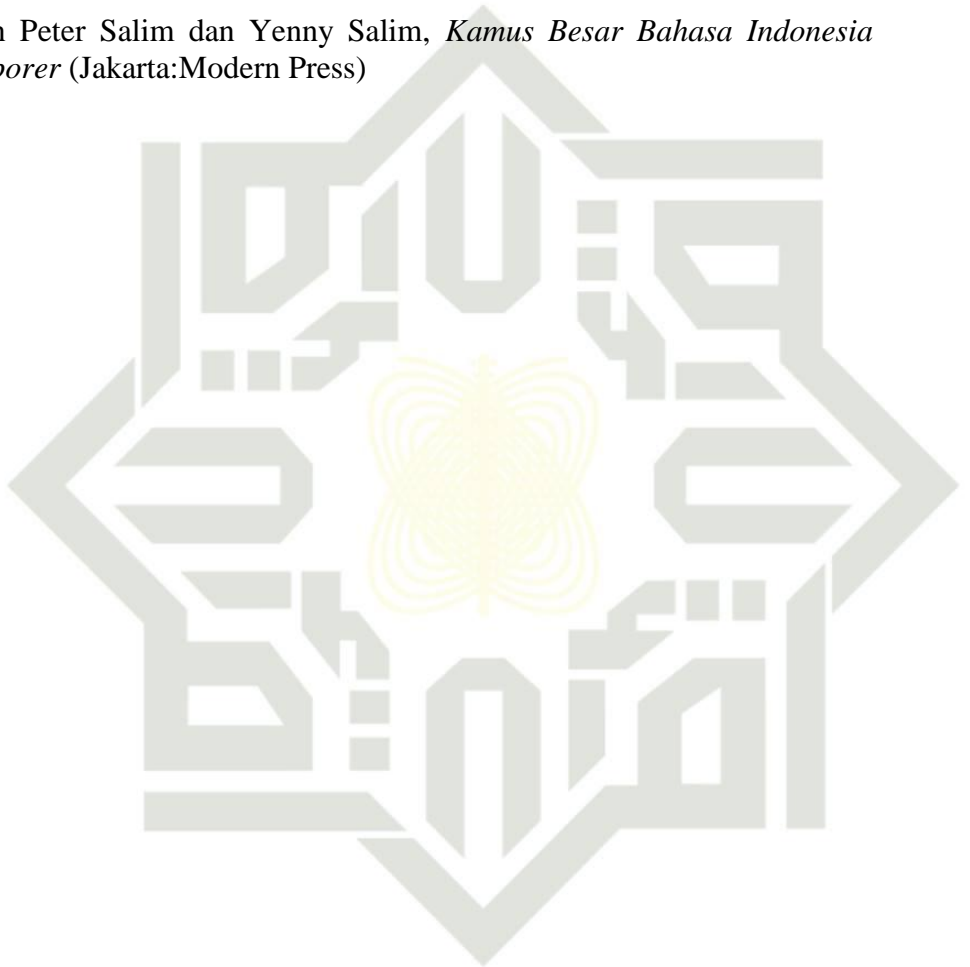 n Peter Salim dan Yenny Salim, Kamus Besar Bahasa Indonesia
porer (Jakarta:Modern Press)